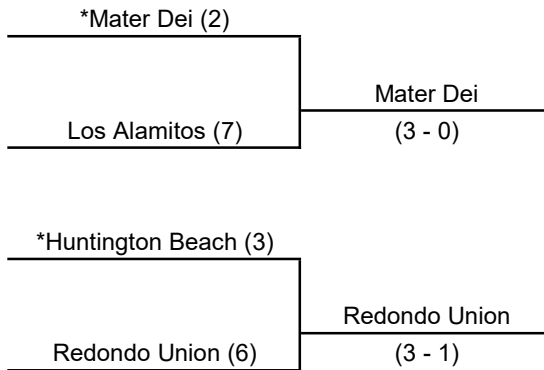 *Mater Dei (2)
Mater Dei
Los Alamitos (7)
(3 - 0)
*Huntington Beach (3)
Redondo Union
Redondo Union (6)
(3 - 1)